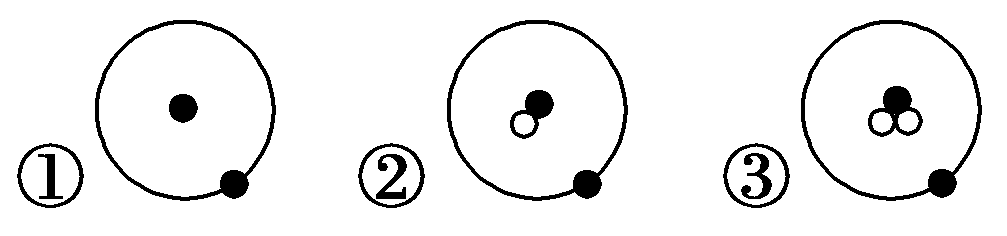 ① ② ③